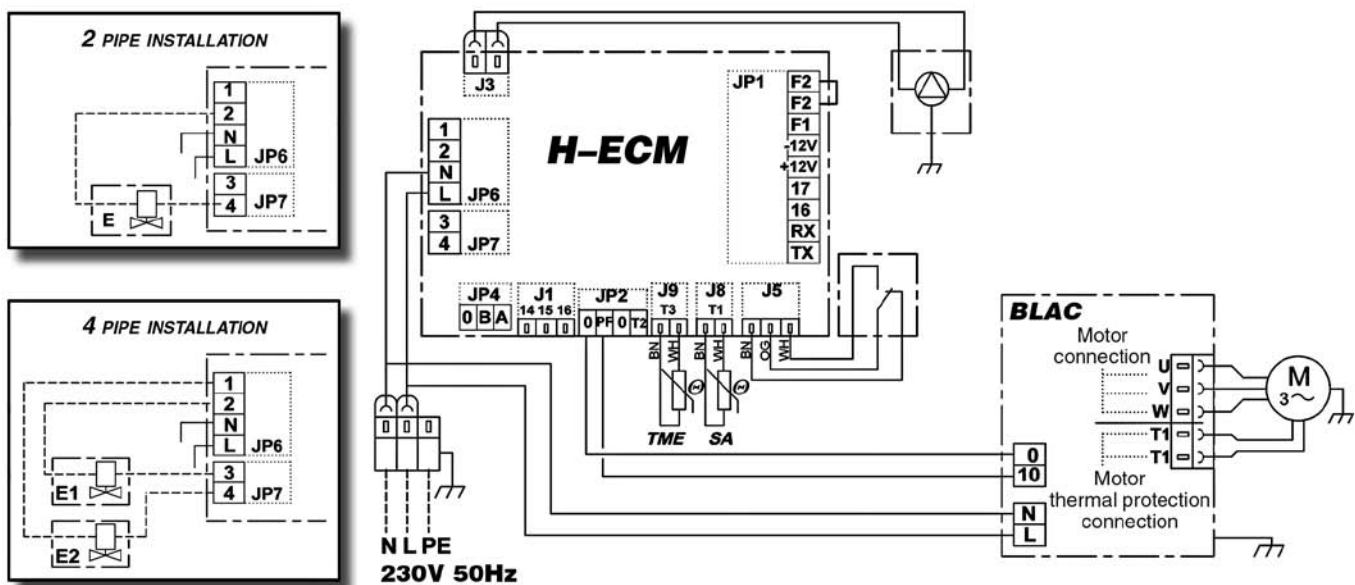 2 PIPE INSTALLATION
1
2
N
L
JP6
3
4
JP7
E
4 PIPE INSTALLATION
1
2
N
L
JP6
3
4
JP7
E1
E2
J3
H–ECM
1
2
N
L
JP6
3
4
JP7
JP1
F2
F2
F1
-12V
+12V
17
16
RX
TX
JP4
0 B A
J1
14 15 16
JP2
0 PF 0 T2
J9
T3
J8
T1
J5
BN WH BN WH BN OG WH
Θ Θ
TME SA
N L PE
230V 50Hz
BLAC
Motor
connection
U
V
W
T1
T1
Motor
thermal protection
connection
0
10
N
L
M
3~